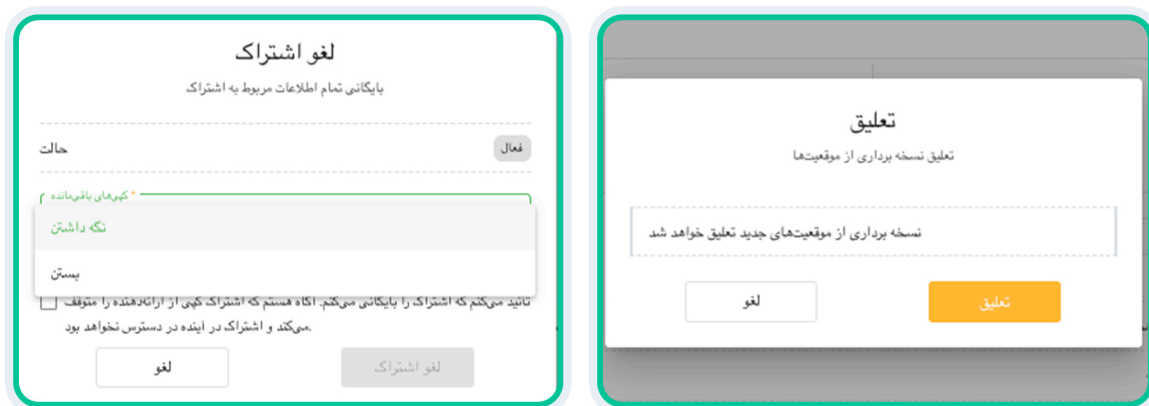 لغو اشتراک
بایگانی تمام اطلاعات مربوط به اشتراک
حالت
فعال
کپی‌های باقی‌مانده *
نگه داشتن
بستن
تائید می‌کنم که اشتراک را بایگانی می‌کنم. آگاه هستم که اشتراک کپی از ارائه‌دهنده را متوقف
می‌کند و اشتراک در آینده در دسترس نخواهد بود.
لغو
لغو اشتراک
تعلیق
تعلیق نسخه برداری از موقعیت‌ها
نسخه برداری از موقعیت‌های جدید تعلیق خواهد شد
لغو
تعلیق